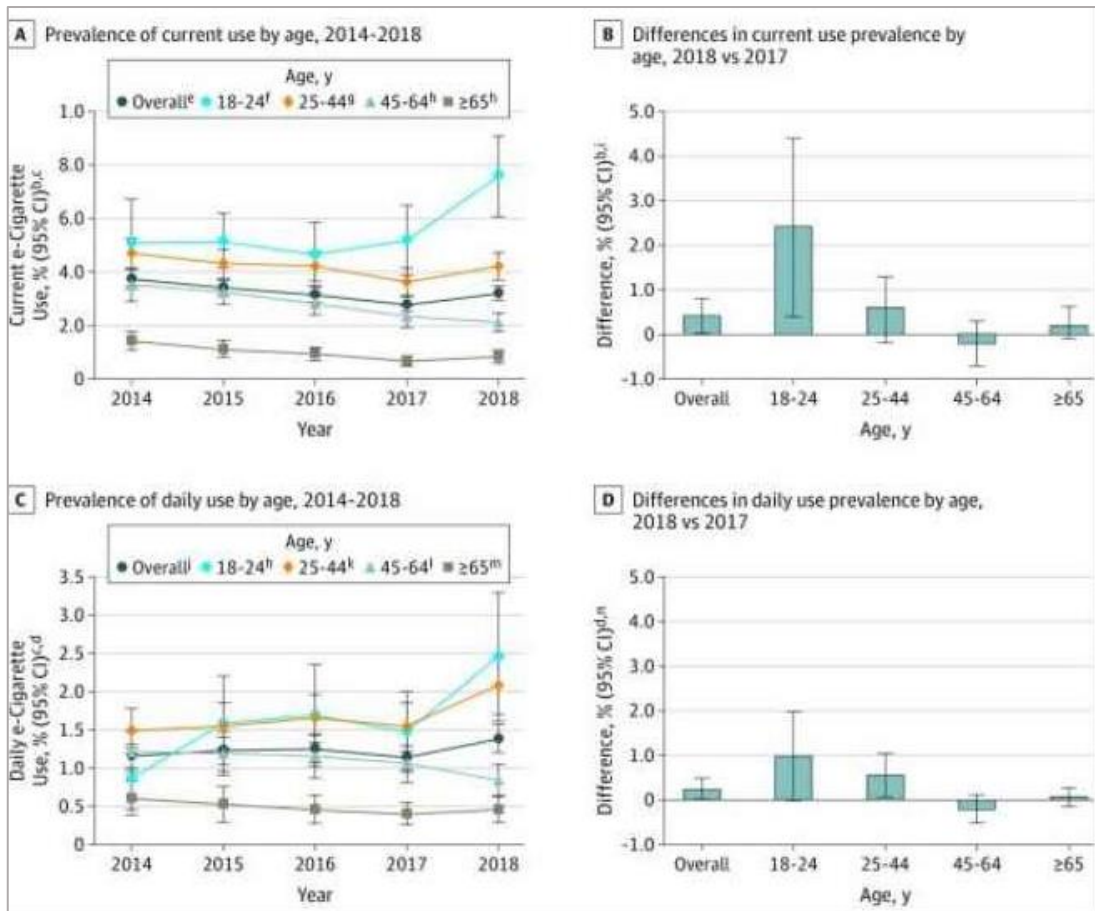 A Prevalence of current use by age, 2014-2018
Age, y
Overall^e 18-24^f 25-44^g 45-64^h ≥65^h
Current e-Cigarette
Use, % (95% CI)^b,c
1.0
8.0
6.0
4.0
2.0
0
2014 2015 2016 2017 2018
Year
B Differences in current use prevalence by
age, 2018 vs 2017
Difference, % (95% CI)^b,i
5.0
4.0
3.0
2.0
1.0
0
-1.0
Overall 18-24 25-44 45-64 ≥65
Age, y
C Prevalence of daily use by age, 2014-2018
Age, y
Overall^j 18-24^h 25-44^k 45-64^l ≥65^m
Daily e-Cigarette
Use, % (95% CI)^c,d
3.5
3.0
2.5
2.0
1.5
1.0
0.5
0
2014 2015 2016 2017 2018
Year
D Differences in daily use prevalence by age,
2018 vs 2017
Difference, % (95% CI)^d,n
5.0
4.0
3.0
2.0
1.0
0
-1.0
Overall 18-24 25-44 45-64 ≥65
Age, y